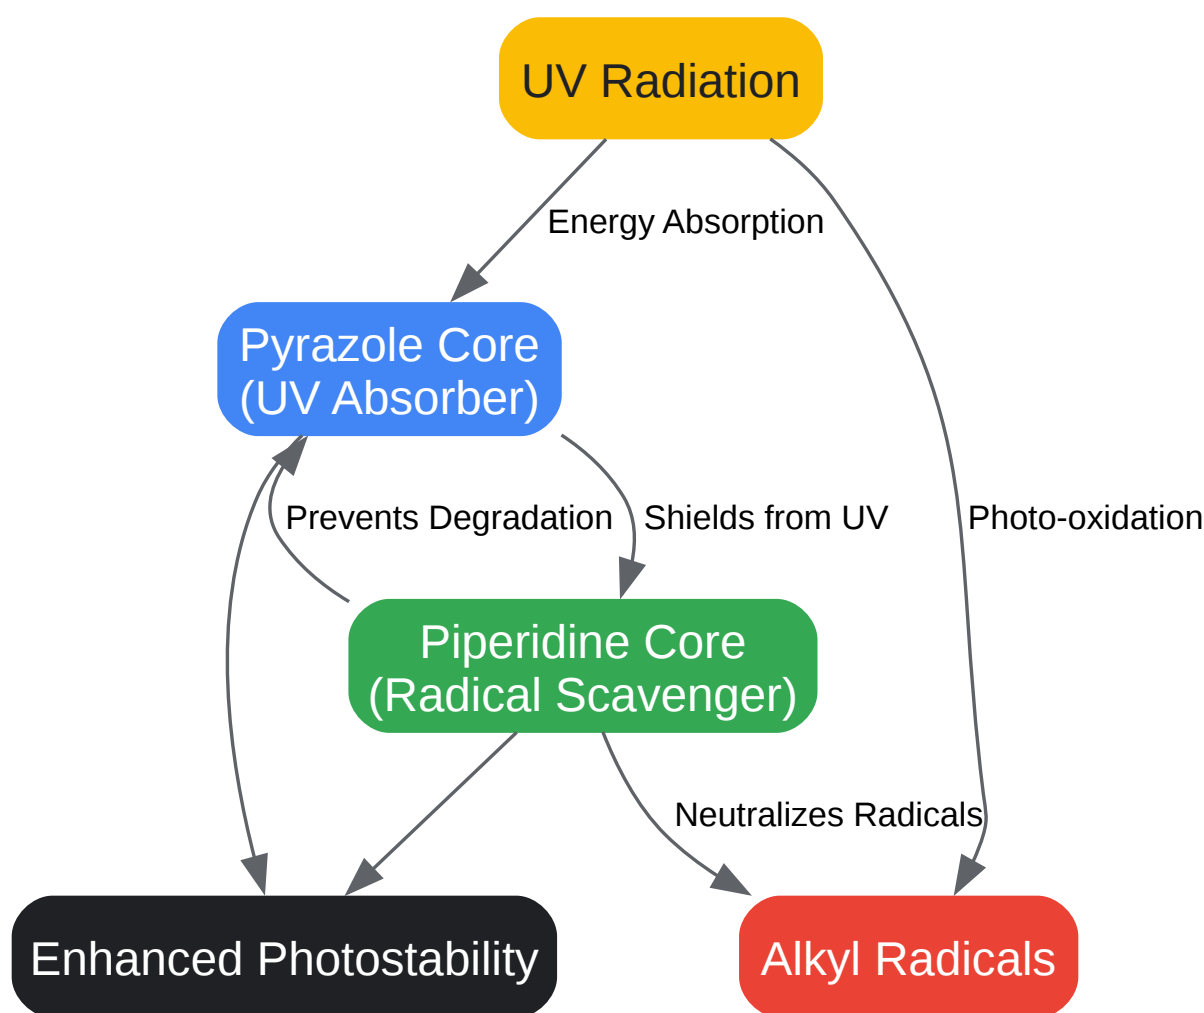 UV Radiation
Energy Absorption
Pyrazole Core
(UV Absorber)
Prevents Degradation
Shields from UV
Photo-oxidation
Piperidine Core
(Radical Scavenger)
Neutralizes Radicals
Enhanced Photostability
Alkyl Radicals